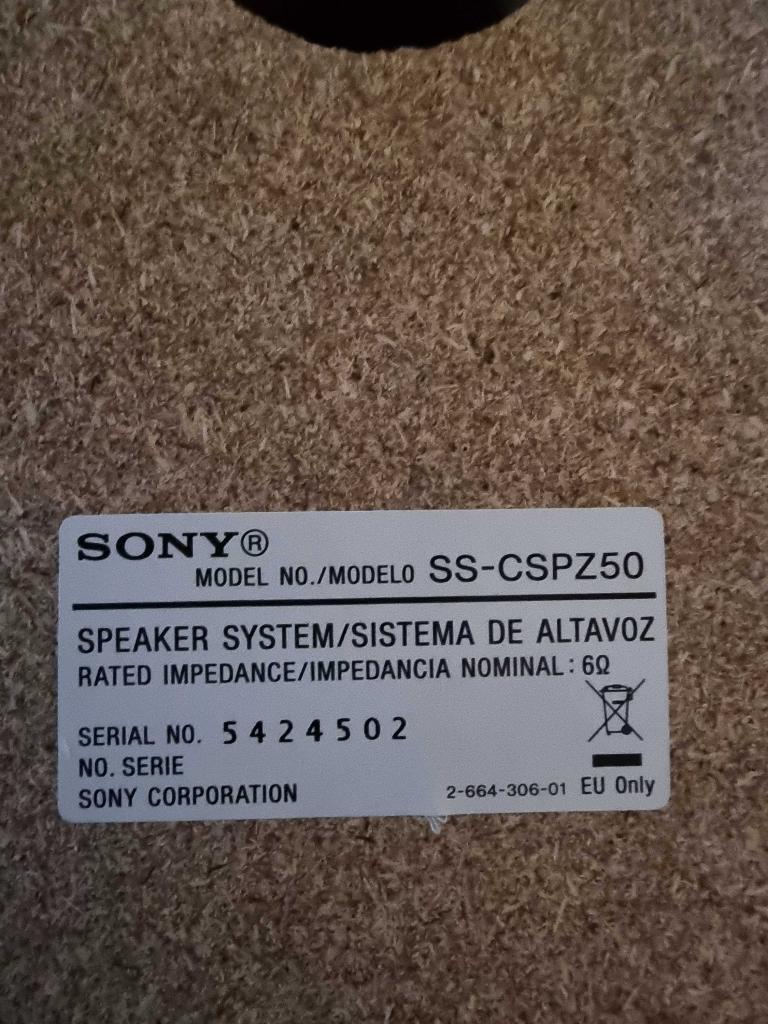 SONY®
MODEL NO./MODELO SS-CSPZ50
SPEAKER SYSTEM/SISTEMA DE ALTAVOZ
RATED IMPEDANCE/IMPEDANCIA NOMINAL: 6Ω
SERIAL NO. 5424502
NO. SERIE
SONY CORPORATION
2-664-306-01 EU Only